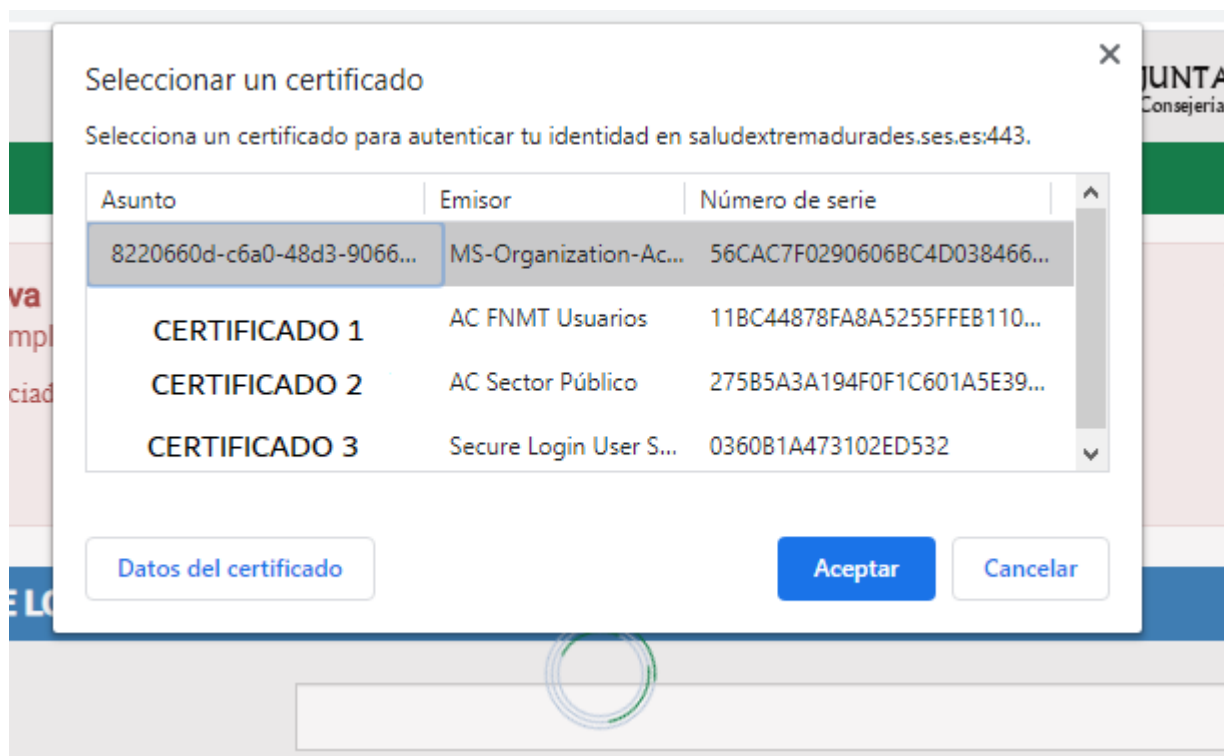 Seleccionar un certificado
JUNTA
Consejeria
Selecciona un certificado para autenticar tu identidad en saludextremadurades.ses.es:443.
Asunto Emisor Número de serie
8220660d-c6a0-48d3-9066... MS-Organization-Ac... 56CAC7F0290606BC4D038466...
va
CERTIFICADO 1 AC FNMT Usuarios 11BC44878FA8A5255FFEB110...
mpl
CERTIFICADO 2 AC Sector Público 275B5A3A194F0F1C601A5E39...
ciad
CERTIFICADO 3 Secure Login User S... 0360B1A473102ED532
Datos del certificado Aceptar Cancelar
E LO